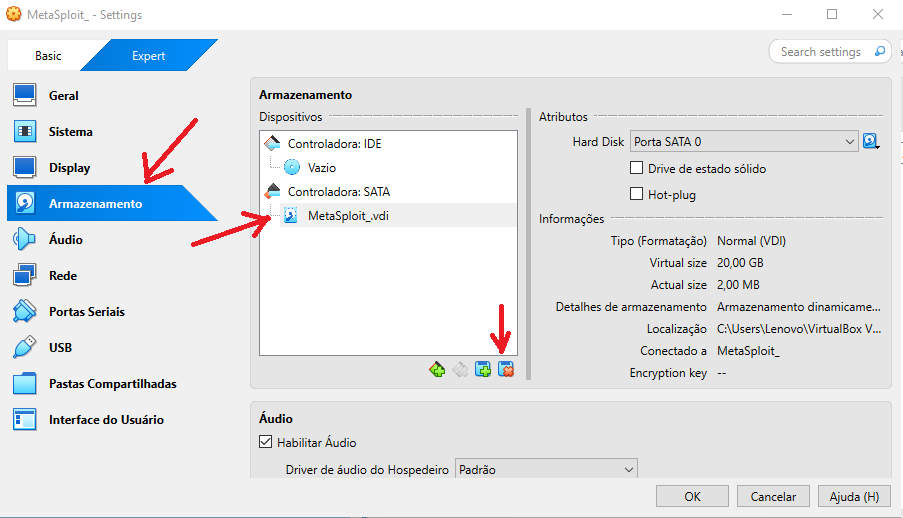 MetaSploit_ - Settings
Basic
Expert
Search settings
Geral
Sistema
Display
Armazenamento
Áudio
Rede
Portas Seriais
USB
Pastas Compartilhadas
Interface do Usuário
Armazenamento
Dispositivos
Controladora: IDE
Vazio
Controladora: SATA
MetaSploit_.vdi
Atributos
Hard Disk Porta SATA 0
Drive de estado sólido
Hot-plug
Informações
Tipo (Formatação) Normal (VDI)
Virtual size 20,00 GB
Actual size 2,00 MB
Detalhes de armazenamento Armazenamento dinamicame...
Localização C:\Users\Lenovo\VirtualBox V...
Conectado a MetaSploit_
Encryption key --
Áudio
Habilitar Áudio
Driver de áudio do Hospedeiro Padrão
OK
Cancelar
Ajuda (H)